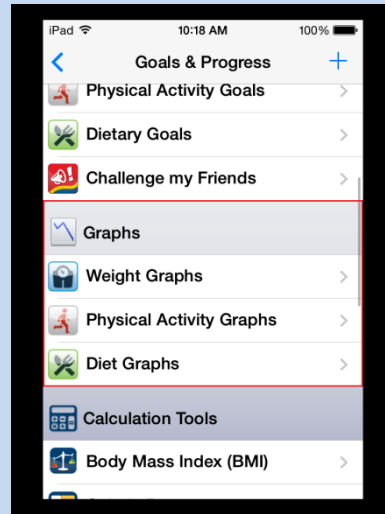 iPad 10:18 AM 100%
Goals & Progress +
Physical Activity Goals
Dietary Goals
Challenge my Friends
Graphs
Weight Graphs
Physical Activity Graphs
Diet Graphs
Calculation Tools
Body Mass Index (BMI)